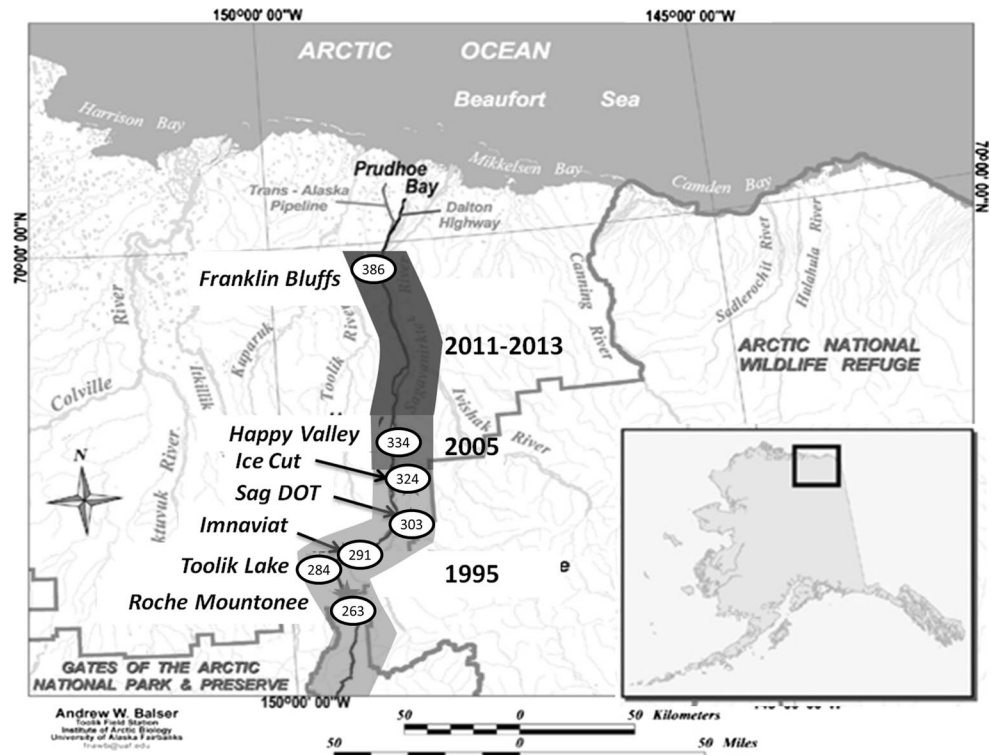 150°00' 00"W
145°00' 00"W
ARCTIC OCEAN
Beaufort Sea
Harrison Bay
Mikkelsen Bay
Camden Bay
70°00' 00"N
70°00' 00"N
Prudhoe
Bay
Trans - Alaska
Pipeline
Dalton
Highway
Franklin Bluffs
386
River
Colville
Itkillik
Kuparuk
Toolik River
Sagavanirktok
River
Ivishak
River
Canning
River
Sadlerochit River
Hulahula River
ARCTIC NATIONAL
WILDLIFE REFUGE
2011-2013
Happy Valley
334
2005
Ice Cut
324
Sag DOT
303
Imnaviat
291
Toolik Lake
284
1995
e
Roche Mountonee
263
N
ktuvuk River
GATES OF THE ARCTIC
NATIONAL PARK & PRESERVE
150°00' 00"W
Andrew W. Balser
Toolik Field Station
Institute of Arctic Biology
University of Alaska Fairbanks
50 0 50 Kilometers
50 0 50 Miles